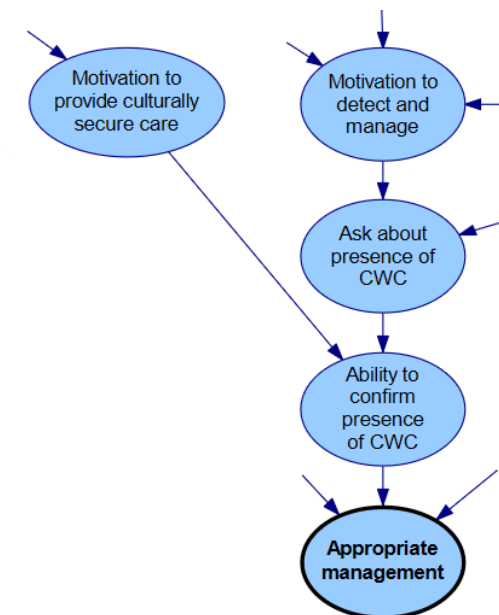 Motivation to
provide culturally
secure care
Motivation to
detect and
manage
Ask about
presence of
CWC
Ability to
confirm
presence
of CWC
Appropriate
management